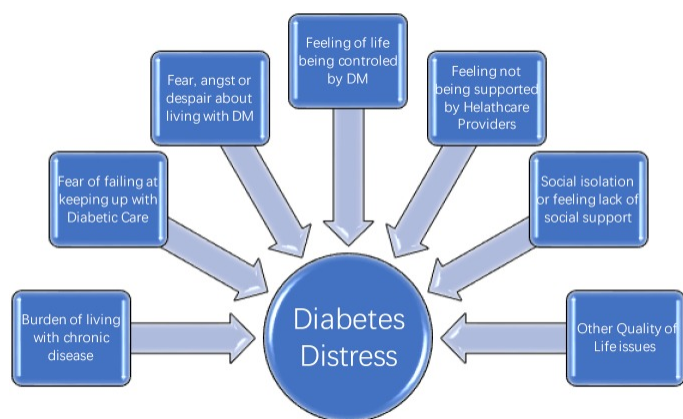 Feeling of life
being controled
by DM
Fear, angst or
despair about
living with DM
Feeling not
being supported
by Helathcare
Providers
Fear of failing at
keeping up with
Diabetic Care
Social isolation
or feeling lack of
social support
Burden of living
with chronic
disease
Diabetes
Distress
Other Quality of
Life issues